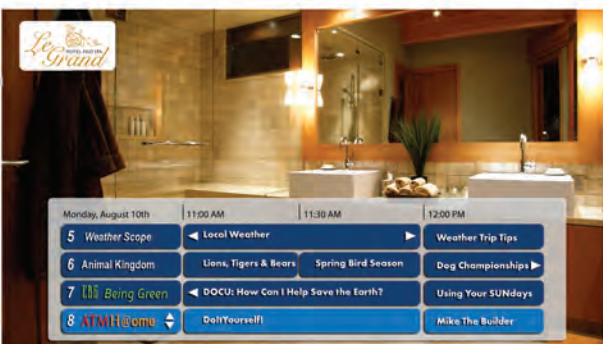 Le Grand
HOTEL AND SPA
Monday, August 10th 11:00 AM 11:30 AM 12:00 PM
5 Weather Scope Local Weather Weather Trip Tips
6 Animal Kingdom Lions, Tigers & Bears Spring Bird Season Dog Championships
7 Being Green DOCU: How Can I Help Save the Earth? Using Your SUNdays
8 ATMH@ome DoItYourself! Mike The Builder